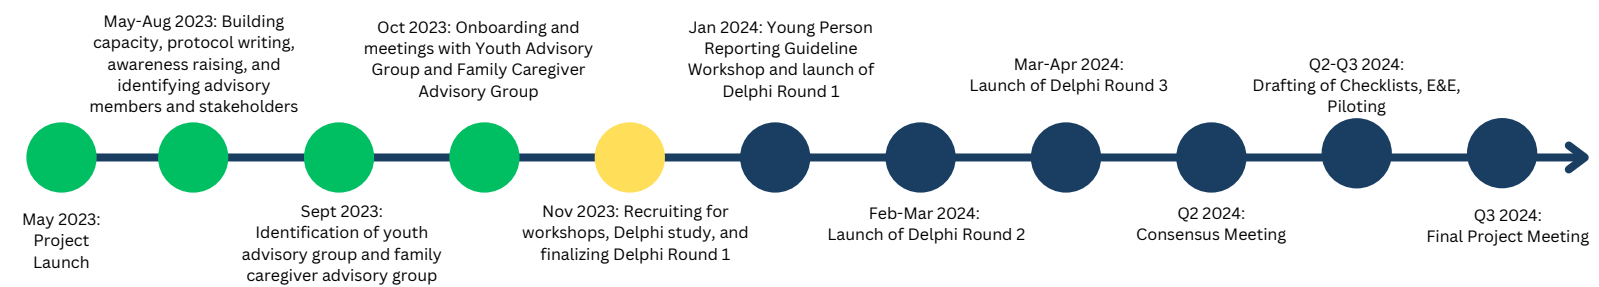 May 2023:
Project
Launch
May-Aug 2023: Building
capacity, protocol writing,
awareness raising, and
identifying advisory
members and stakeholders
Sept 2023:
Identification of youth
advisory group and family
caregiver advisory group
Oct 2023: Onboarding and
meetings with Youth Advisory
Group and Family Caregiver
Advisory Group
Nov 2023: Recruiting for
workshops, Delphi study, and
finalizing Delphi Round 1
Jan 2024: Young Person
Reporting Guideline
Workshop and launch of
Delphi Round 1
Feb-Mar 2024:
Launch of Delphi Round 2
Mar-Apr 2024:
Launch of Delphi Round 3
Q2 2024:
Consensus Meeting
Q2-Q3 2024:
Drafting of Checklists, E&E,
Piloting
Q3 2024:
Final Project Meeting